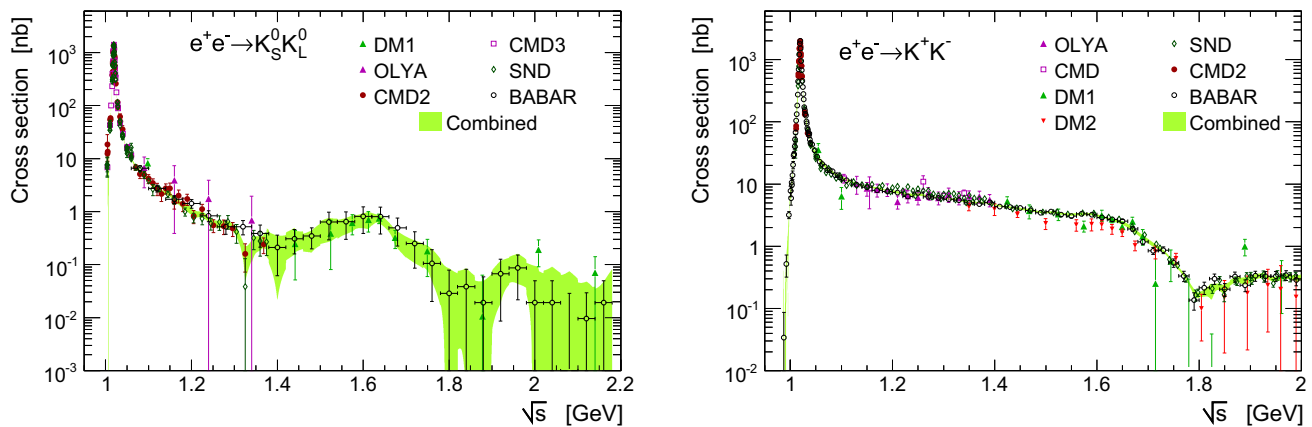 Cross section [nb]
10³
10²
10
1
10⁻¹
10⁻²
10⁻³
e⁺e⁻→K⁰_S K⁰_L
DM1
OLYA
CMD2
CMD3
SND
BABAR
Combined
1 1.2 1.4 1.6 1.8 2 2.2
√s [GeV]
Cross section [nb]
10³
10²
10
1
10⁻¹
10⁻²
e⁺e⁻→K⁺K⁻
OLYA
CMD
DM1
DM2
SND
CMD2
BABAR
Combined
1 1.2 1.4 1.6 1.8 2
√s [GeV]